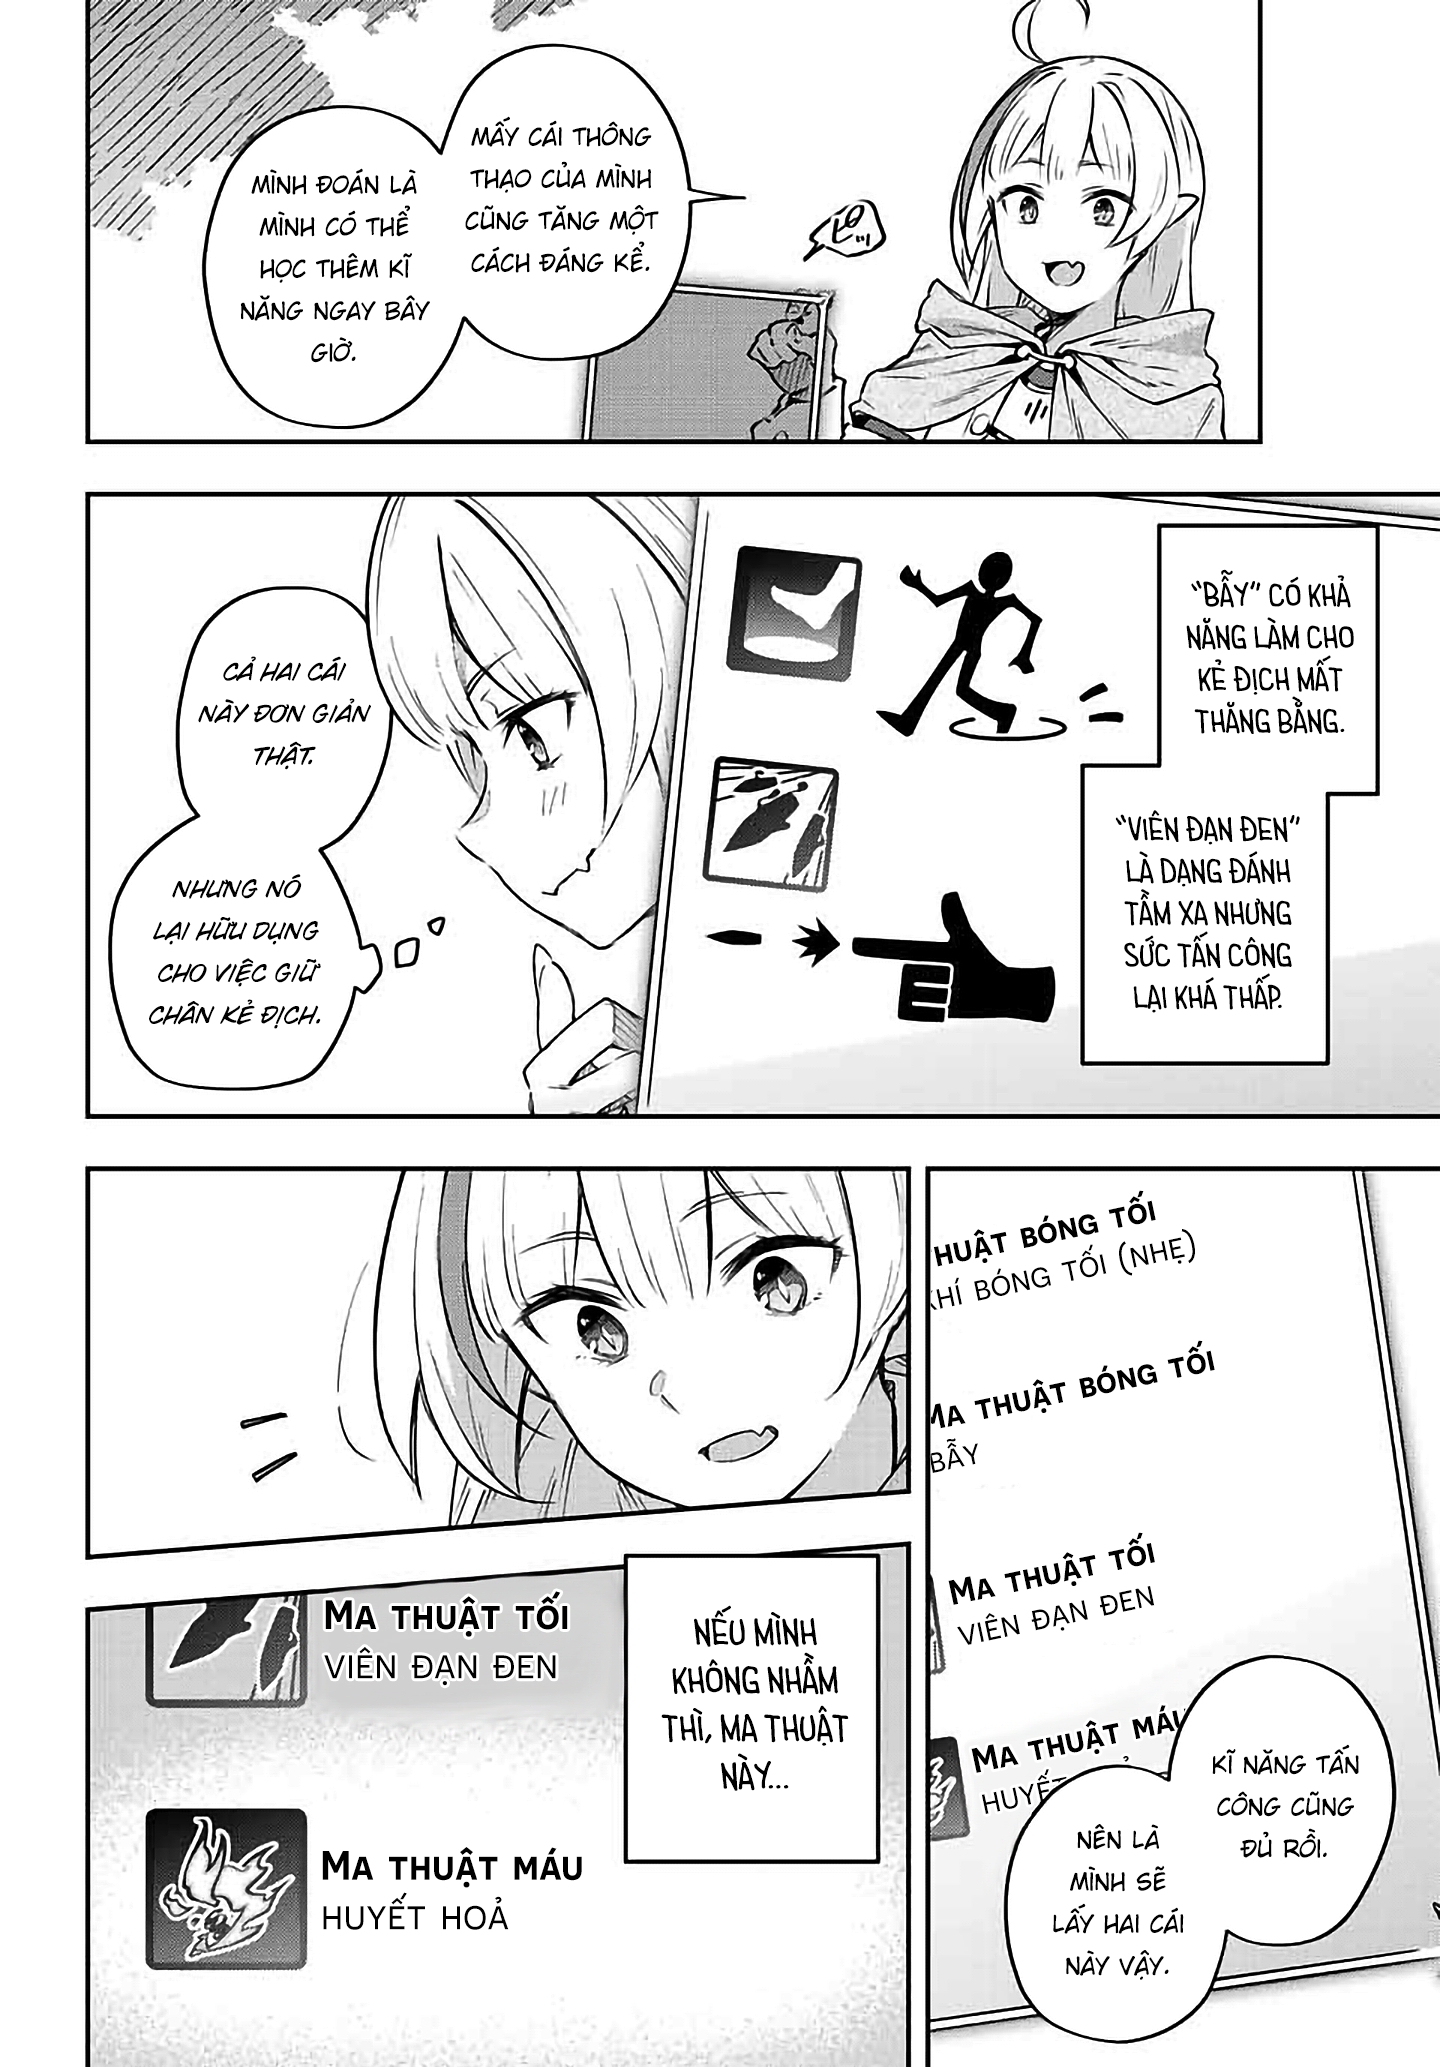 MẤY CÁI THÔNG
THẠO CỦA MÌNH
CŨNG TĂNG MỘT
CÁCH ĐÁNG KỂ.
MÌNH ĐOÁN LÀ
MÌNH CÓ THỂ
HỌC THÊM KĨ
NĂNG NGAY BÂY
GIỜ.
ピッ
“BẪY” CÓ KHẢ
NĂNG LÀM CHO
KẺ ĐỊCH MẤT
THĂNG BẰNG.
“VIÊN ĐẠN ĐEN”
LÀ DẠNG ĐÁNH
TẦM XA NHƯNG
SỨC TẤN CÔNG
LẠI KHÁ THẤP.
CẢ HAI CÁI
NÀY ĐƠN GIẢN
THẬT.
NHƯNG NÓ
LẠI HỮU DỤNG
CHO VIỆC GIỮ
CHÂN KẺ ĐỊCH.
HUẬT BÓNG TỐI
KHÍ BÓNG TỐI (NHẸ)
MA THUẬT BÓNG TỐI
BẪY
MA THUẬT TỐI
VIÊN ĐẠN ĐEN
MA THUẬT MÁU
HUYẾT
KĨ NĂNG TẤN
CÔNG CŨNG
ĐỦ RỒI.
NÊN LÀ
MÌNH SẼ
LẤY HAI CÁI
NÀY VẬY.
NẾU MÌNH
KHÔNG NHẦM
THÌ, MA THUẬT
NÀY...
MA THUẬT TỐI
VIÊN ĐẠN ĐEN
MA THUẬT MÁU
HUYẾT HOẢ